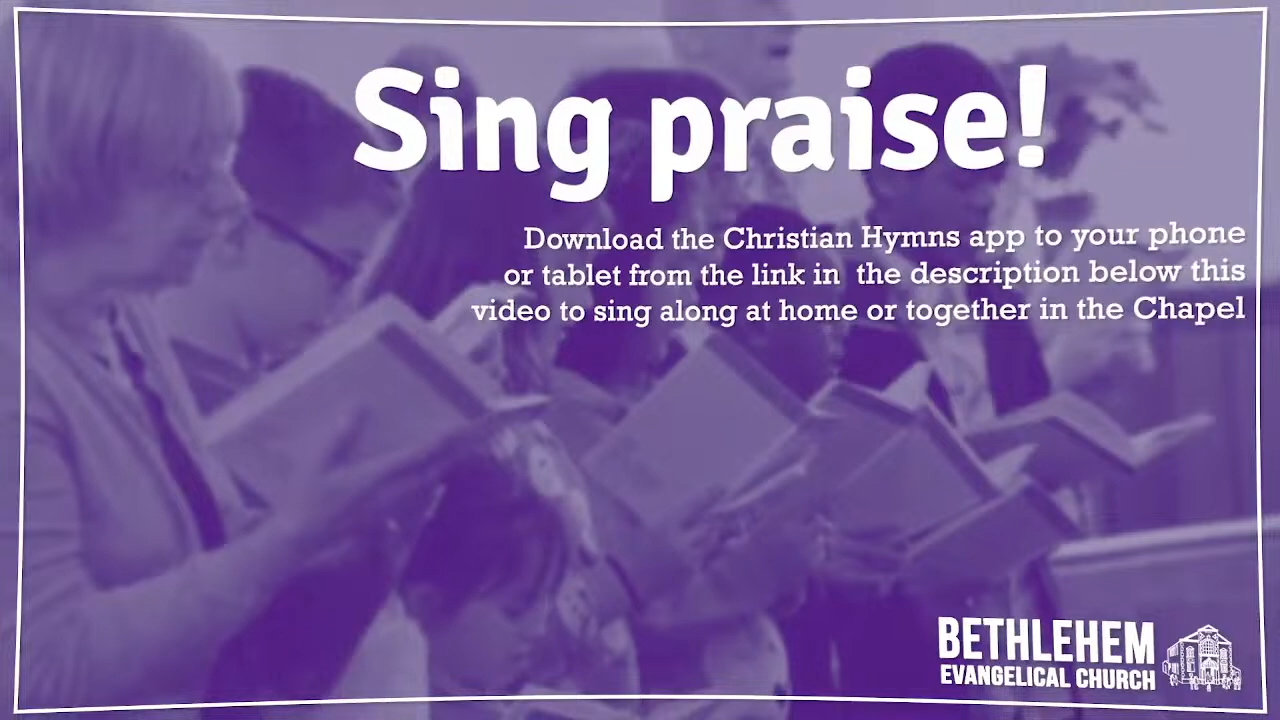 Sing praise!
Download the Christian Hymns app to your phone
or tablet from the link in  the description below this
video to sing along at home or together in the Chapel
BETHLEHEM
EVANGELICAL CHURCH